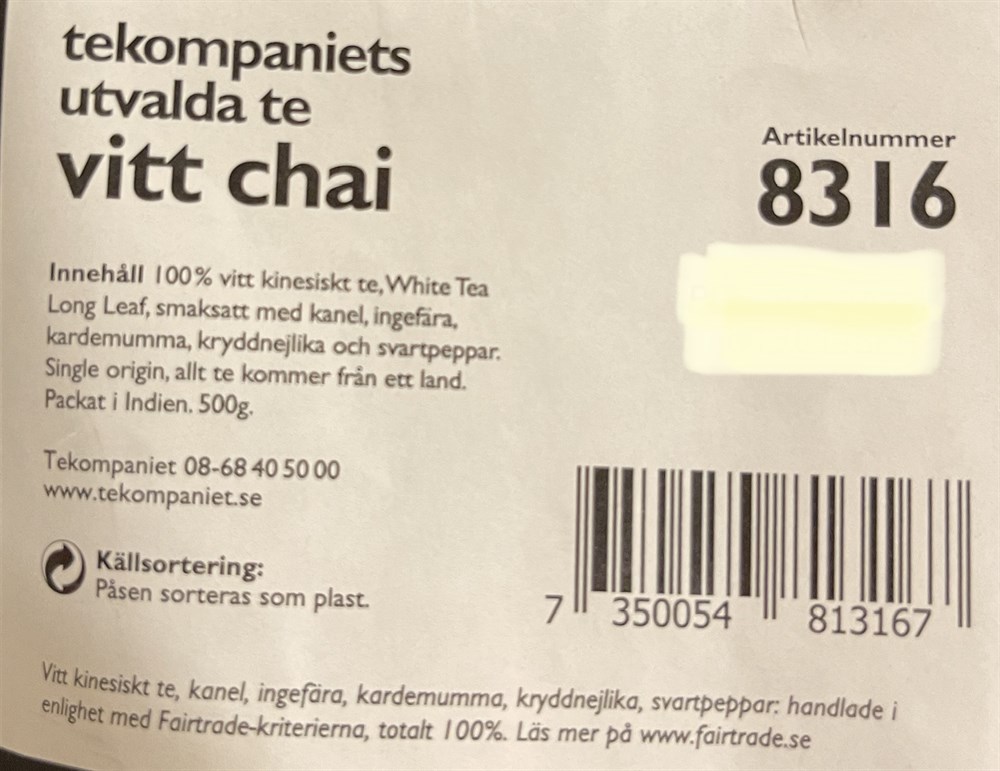 tekompaniets
utvalda te
vitt chai
Artikelnummer
8316
Innehåll 100% vitt kinesiskt te, White Tea
Long Leaf, smaksatt med kanel, ingefära,
kardemumma, kryddnejlika och svartpeppar.
Single origin, allt te kommer från ett land.
Packat i Indien. 500g.
Tekompaniet 08-68 40 50 00
www.tekompaniet.se
Källsortering:
Påsen sorteras som plast.
7 350054 813167
Vitt kinesiskt te, kanel, ingefära, kardemumma, kryddnejlika, svartpeppar: handlade i
enlighet med Fairtrade-kriterierna, totalt 100%. Läs mer på www.fairtrade.se